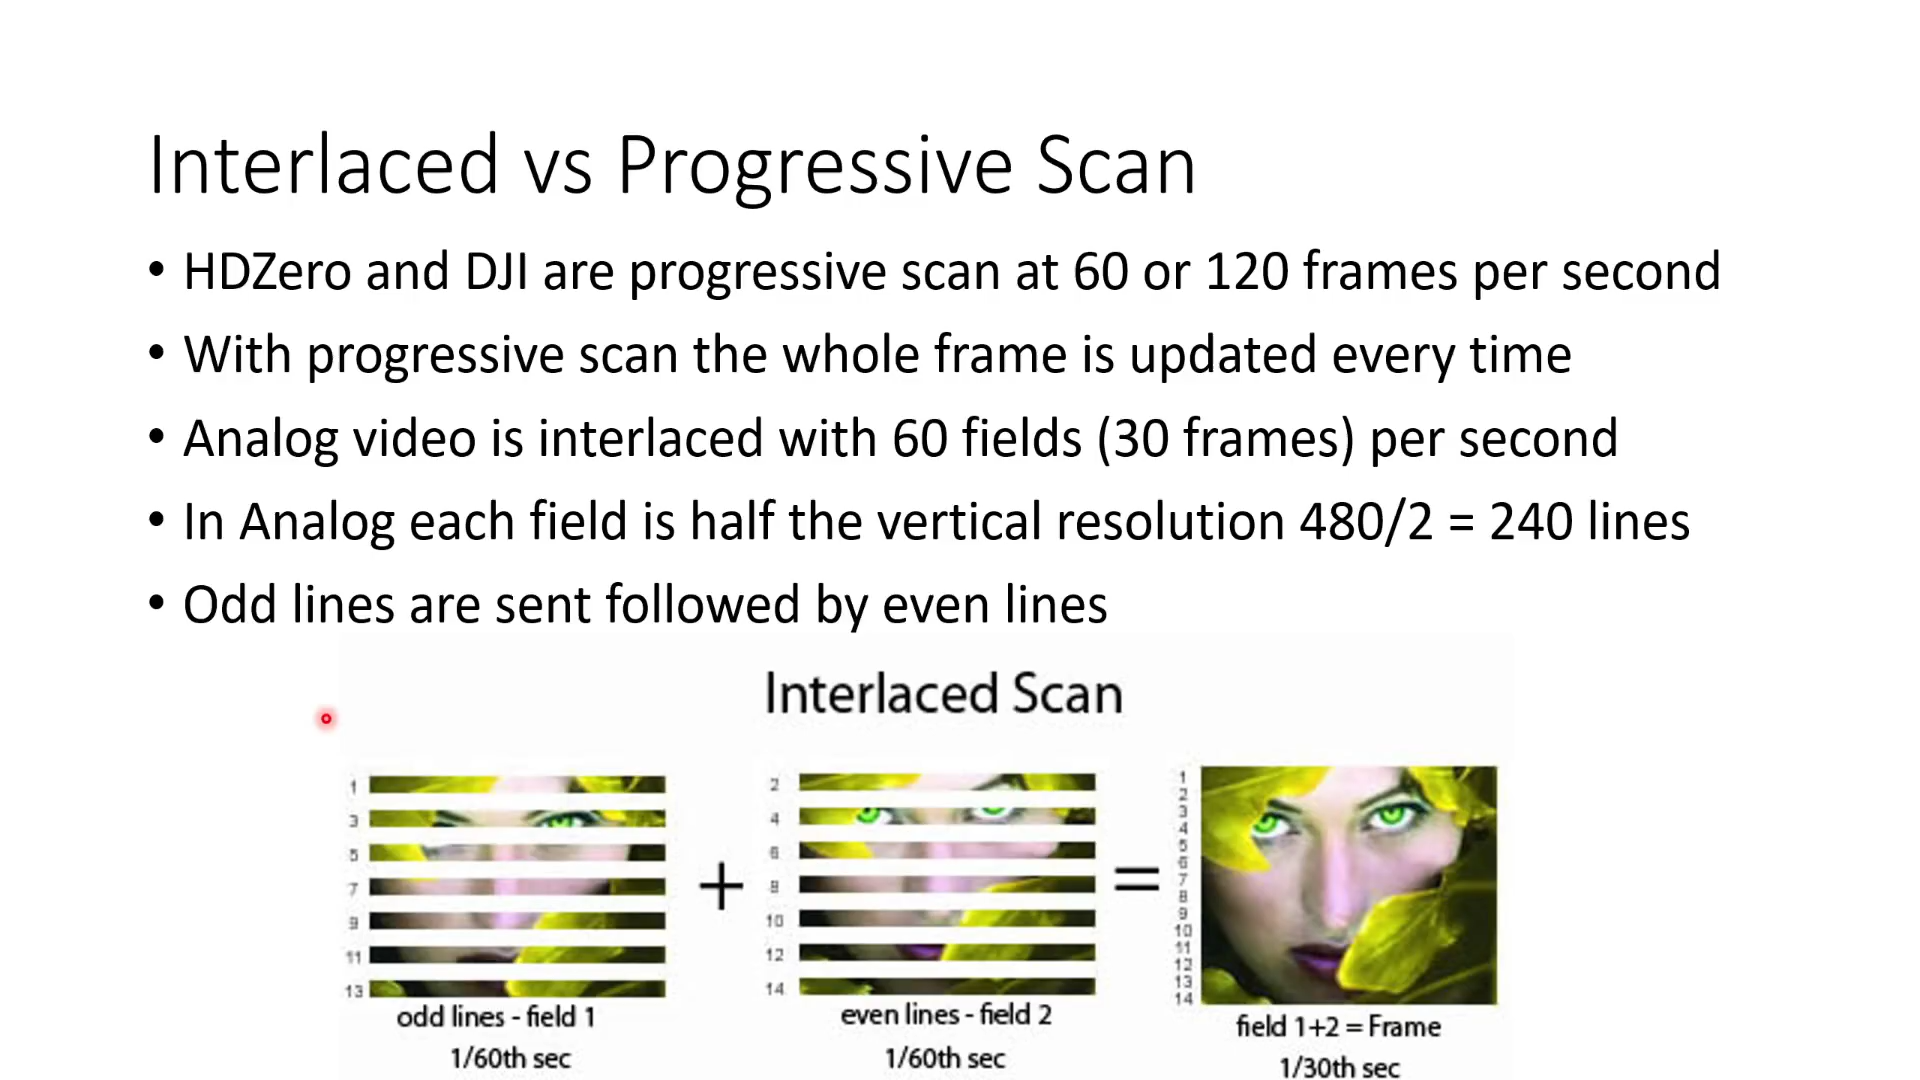 Interlaced vs Progressive Scan
• HDZero and DJI are progressive scan at 60 or 120 frames per second
• With progressive scan the whole frame is updated every time
• Analog video is interlaced with 60 fields (30 frames) per second
• In Analog each field is half the vertical resolution 480/2 = 240 lines
• Odd lines are sent followed by even lines
Interlaced Scan
1
3
5
7
9
11
13
odd lines - field 1
1/60th sec
+
2
4
6
8
10
12
14
even lines - field 2
1/60th sec
=
1
2
3
4
5
6
7
8
9
10
11
12
13
14
field 1+2 = Frame
1/30th sec